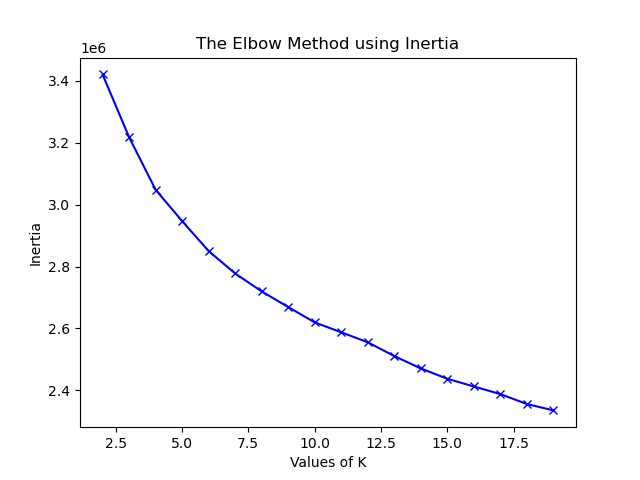 The Elbow Method using Inertia
1e6
3.4
3.2
3.0
2.8
2.6
2.4
Inertia
2.5 5.0 7.5 10.0 12.5 15.0 17.5
Values of K